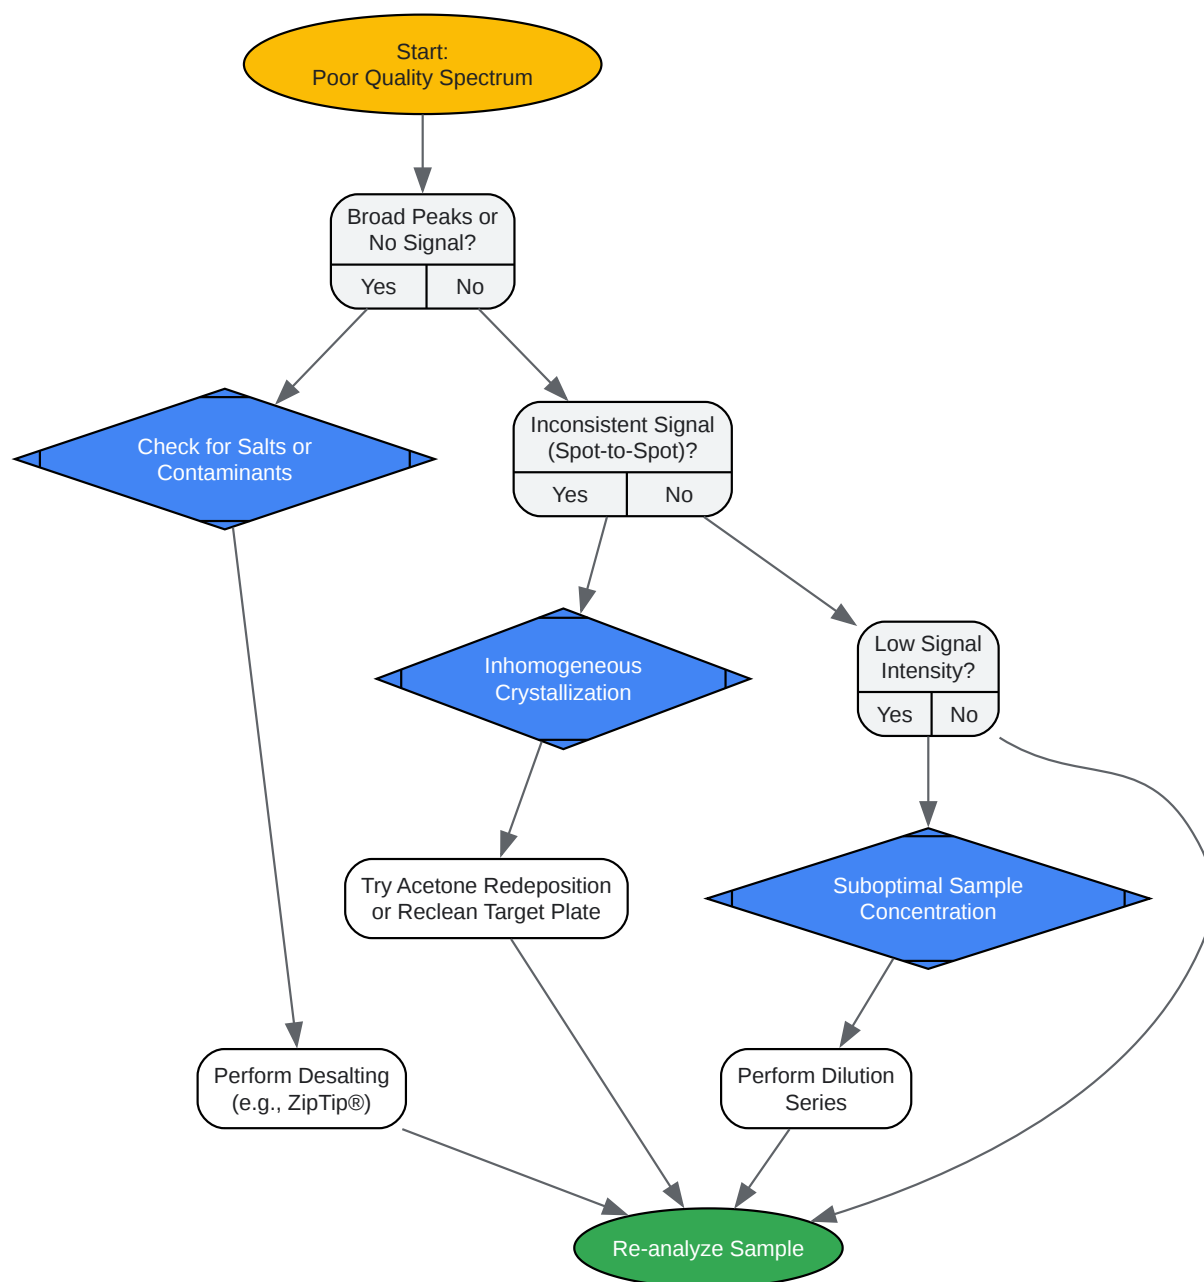 Start:
Poor Quality Spectrum
Broad Peaks or
No Signal?
Yes
No
Check for Salts or
Contaminants
Inconsistent Signal
(Spot-to-Spot)?
Yes
No
Inhomogeneous
Crystallization
Low Signal
Intensity?
Yes
No
Try Acetone Redeposition
or Reclean Target Plate
Suboptimal Sample
Concentration
Perform Desalting
(e.g., ZipTip®)
Perform Dilution
Series
Re-analyze Sample